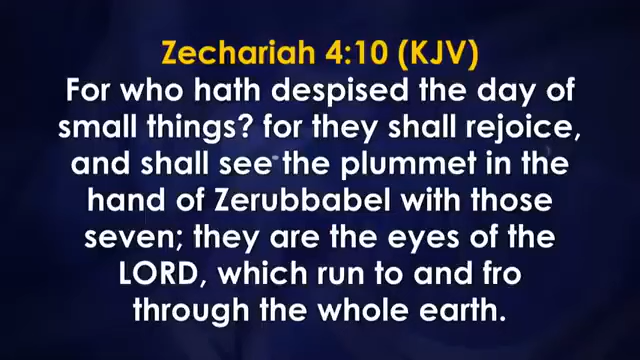 Zechariah 4:10 (KJV)
For who hath despised the day of
small things? for they shall rejoice,
and shall see the plummet in the
hand of Zerubbabel with those
seven; they are the eyes of the
LORD, which run to and fro
through the whole earth.